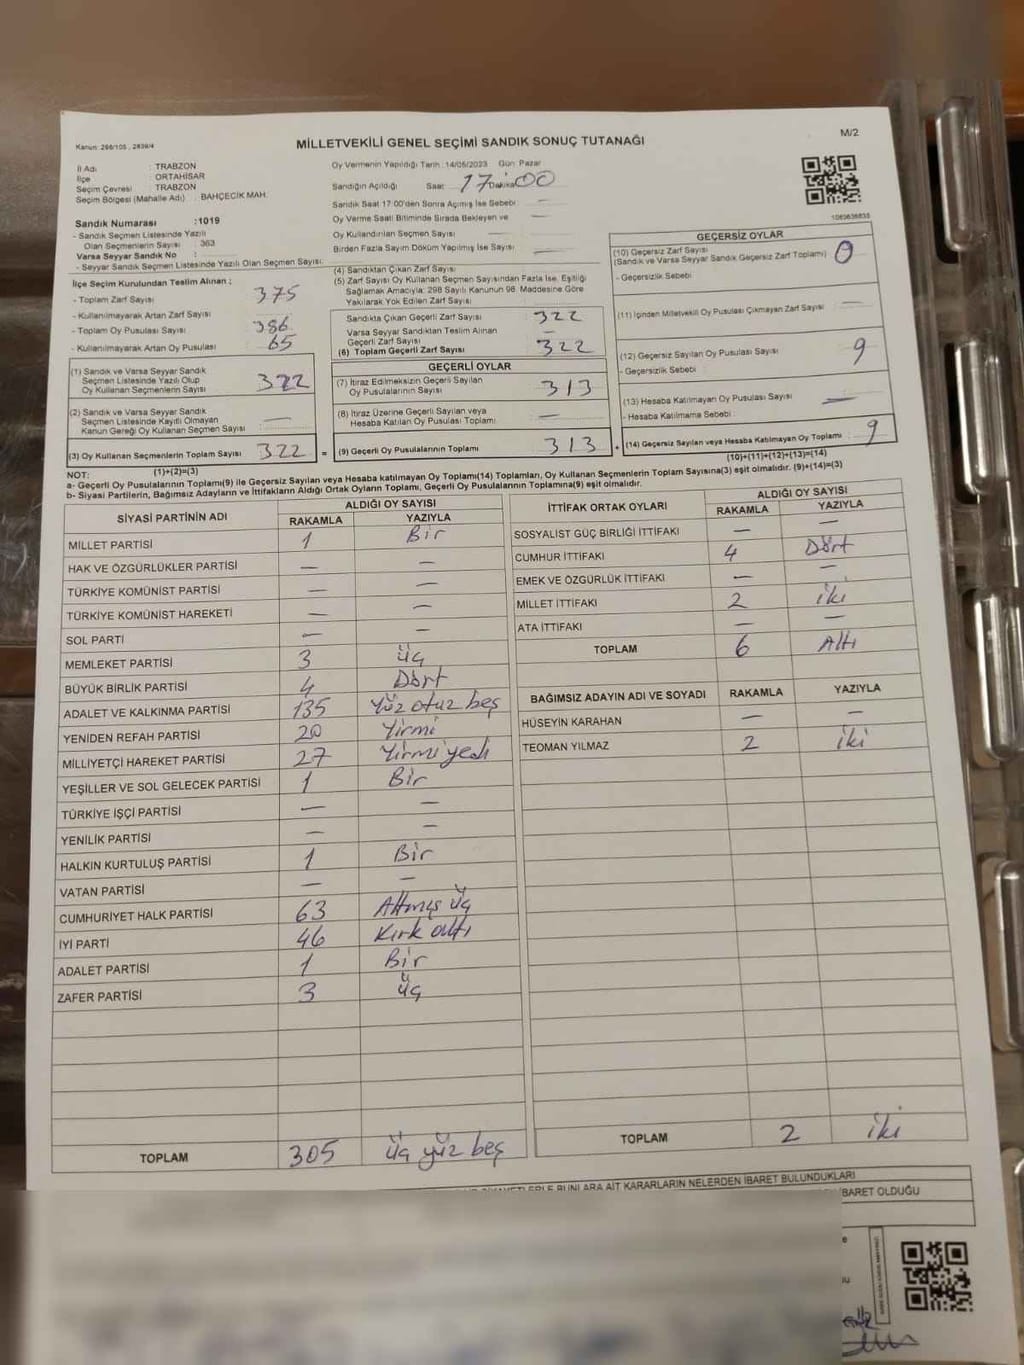 M/2
Kanun: 298/105 , 2839/4
MİLLETVEKİLİ GENEL SEÇİMİ SANDIK SONUÇ TUTANAĞI
İl Adı : TRABZON
İlçe : ORTAHİSAR
Seçim Çevresi : TRABZON
Seçim Bölgesi (Mahalle Adı) : BAHÇECİK MAH.
Sandık Numarası :1019
- Sandık Seçmen Listesinde Yazılı
Olan Seçmenlerin Sayısı : 363
Varsa Seyyar Sandık No :
- Seyyar Sandık Seçmen Listesinde Yazılı Olan Seçmen Sayısı:
Oy Vermenin Yapıldığı Tarih :14/05/2023 Gün: Pazar
Sandığın Açıldığı Saat: 17 Dakika: 00
Sandık Saat 17:00'den Sonra Açmış İse Sebebi : —
Oy Verme Saati Bitiminde Sırada Bekleyen ve —
Oy Kullandırılan Seçmen Sayısı —
Birden Fazla Sayım Döküm Yapılmış İse Sayısı : —
İlçe Seçim Kurulundan Teslim Alınan ;
- Toplam Zarf Sayısı : 375
- Kullanılmayarak Artan Zarf Sayısı
- Toplam Oy Pusulası Sayısı : 386
- Kullanılmayarak Artan Oy Pusulası : 65
(1) Sandık ve Varsa Seyyar Sandık
Seçmen Listesinde Yazılı Olup
Oy Kullanan Seçmenlerin Sayısı : 322
(2) Sandık ve Varsa Seyyar Sandık
Seçmen Listesinde Kayıtlı Olmayan
Kanun Gereği Oy Kullanan Seçmen Sayısı :
(3) Oy Kullanan Seçmenlerin Toplam Sayısı : 322 =
(1)+(2)=(3)
(4) Sandıktan Çıkan Zarf Sayısı :
(5) Zarf Sayısı Oy Kullanan Seçmen Sayısından Fazla İse, Eşitliği
Sağlamak Amacıyla; 298 Sayılı Kanunun 98. Maddesine Göre
Yakılarak Yok Edilen Zarf Sayısı :
Sandıkta Çıkan Geçerli Zarf Sayısı : 322
Varsa Seyyar Sandıktan Teslim Alınan
Geçerli Zarf Sayısı : —
(6) Toplam Geçerli Zarf Sayısı : 322
GEÇERLİ OYLAR
(7) İtiraz Edilmeksizin Geçerli Sayılan
Oy Pusulalarının Sayısı : 313
(8) İtiraz Üzerine Geçerli Sayılan veya
Hesaba Katılan Oy Pusulası Toplamı : —
(9) Geçerli Oy Pusulalarının Toplamı : 313 +
1080636835
GEÇERSİZ OYLAR
(10) Geçersiz Zarf Sayısı
(Sandık ve Varsa Seyyar Sandık Geçersiz Zarf Toplamı) : 0
- Geçersizlik Sebebi :
(11) İçinden Milletvekili Oy Pusulası Çıkmayan Zarf Sayısı : —
(12) Geçersiz Sayılan Oy Pusulası Sayısı : 9
- Geçersizlik Sebebi :
(13) Hesaba Katılmayan Oy Pusulası Sayısı : —
- Hesaba Katılmama Sebebi :
(14) Geçersiz Sayılan veya Hesaba Katılmayan Oy Toplamı : 9
(10)+(11)+(12)+(13)=(14)
NOT:
a- Geçerli Oy Pusulalarının Toplamı(9) ile Geçersiz Sayılan veya Hesaba katılmayan Oy Toplamı(14) Toplamları, Oy Kullanan Seçmenlerin Toplam Sayısına(3) eşit olmalıdır. (9)+(14)=(3)
b- Siyasi Partilerin, Bağımsız Adayların ve İttifakların Aldığı Ortak Oyların Toplamı, Geçerli Oy Pusulalarının Toplamına(9) eşit olmalıdır.
SİYASİ PARTİNİN ADI ALDIĞI OY SAYISI
RAKAMLA YAZIYLA
MİLLET PARTİSİ 1 Bir
HAK VE ÖZGÜRLÜKLER PARTİSİ — —
TÜRKİYE KOMÜNİST PARTİSİ — —
TÜRKİYE KOMÜNİST HAREKETİ — —
SOL PARTİ — —
MEMLEKET PARTİSİ 3 üç
BÜYÜK BİRLİK PARTİSİ 4 Dört
ADALET VE KALKINMA PARTİSİ 135 Yüz otuz beş
YENİDEN REFAH PARTİSİ 20 Yirmi
MİLLİYETÇİ HAREKET PARTİSİ 27 Yirmi yedi
YEŞİLLER VE SOL GELECEK PARTİSİ 1 Bir
TÜRKİYE İŞÇİ PARTİSİ — —
YENİLİK PARTİSİ — —
HALKIN KURTULUŞ PARTİSİ 1 Bir
VATAN PARTİSİ — —
CUMHURİYET HALK PARTİSİ 63 Altmış üç
İYİ PARTİ 46 Kırk altı
ADALET PARTİSİ 1 Bir
ZAFER PARTİSİ 3 üç
TOPLAM 305 üç yüz beş
İTTİFAK ORTAK OYLARI ALDIĞI OY SAYISI
RAKAMLA YAZIYLA
SOSYALİST GÜÇ BİRLİĞİ İTTİFAKI — —
CUMHUR İTTİFAKI 4 Dört
EMEK VE ÖZGÜRLÜK İTTİFAKI — —
MİLLET İTTİFAKI 2 iki
ATA İTTİFAKI — —
TOPLAM 6 Altı
BAĞIMSIZ ADAYIN ADI VE SOYADI RAKAMLA YAZIYLA
HÜSEYİN KARAHAN — —
TEOMAN YILMAZ 2 iki
TOPLAM 2 iki
BUNLARA AİT KARARLARIN NELERDEN İBARET BULUNDUKLARI
İBARET OLDUĞU